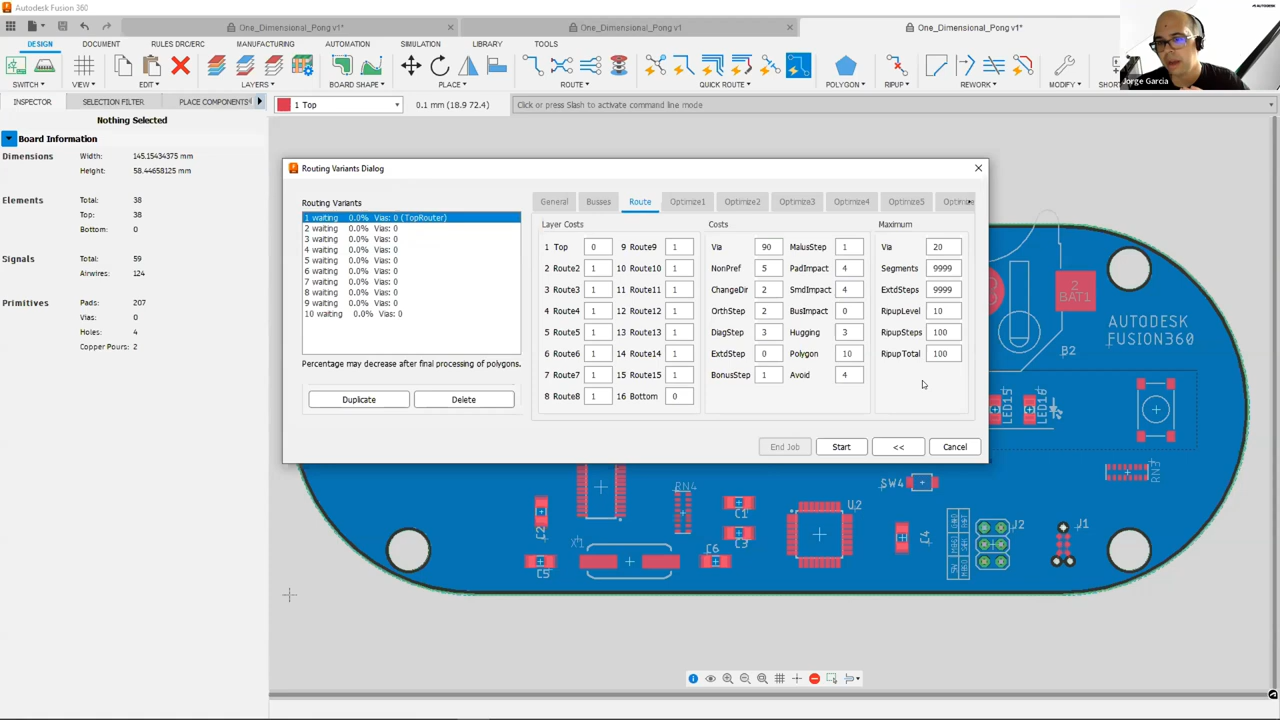 Autodesk Fusion 360
AUTODESK
One_Dimensional_Pong v1*
One_Dimensional_Pong v1
One_Dimensional_Pong v1*
DESIGN DOCUMENT RULES DRC/ERC MANUFACTURING AUTOMATION SIMULATION LIBRARY TOOLS
SWITCH VIEW EDIT LAYERS BOARD SHAPE PLACE ROUTE QUICK ROUTE POLYGON RIPUP REWORK MODIFY
Jorge Garcia
INSPECTOR SELECTION FILTER PLACE COMPONENTS
1 Top
0.1 mm (18.9 72.4)
Click or press Slash to activate command line mode
Nothing Selected
Board Information
Dimensions Width: 145.15434375 mm
Height: 58.44658125 mm
Elements Total: 38
Top: 38
Bottom: 0
Signals Total: 59
Airwires: 124
Primitives Pads: 207
Vias: 0
Holes: 4
Copper Pours: 2
Routing Variants Dialog
Routing Variants
1 waiting 0.0% Vias: 0 (TopRouter)
2 waiting 0.0% Vias: 0
3 waiting 0.0% Vias: 0
4 waiting 0.0% Vias: 0
5 waiting 0.0% Vias: 0
6 waiting 0.0% Vias: 0
7 waiting 0.0% Vias: 0
8 waiting 0.0% Vias: 0
9 waiting 0.0% Vias: 0
10 waiting 0.0% Vias: 0
Percentage may decrease after final processing of polygons.
Duplicate Delete
General Busses Route Optimize1 Optimize2 Optimize3 Optimize4 Optimize5
Layer Costs Costs Maximum
1 Top 0 9 Route9 1 Via 90 MalusStep 1 Via 20
2 Route2 1 10 Route10 1 NonPref 5 PadImpact 4 Segments 9999
3 Route3 1 11 Route11 1 ChangeDir 2 SmdImpact 4 ExtdSteps 9999
4 Route4 1 12 Route12 1 OrthStep 2 BusImpact 0 RipupLevel 10
5 Route5 1 13 Route13 1 DiagStep 3 Hugging 3 RipupSteps 100
6 Route6 1 14 Route14 1 ExtdStep 0 Polygon 10 RipupTotal 100
7 Route7 1 15 Route15 1 BonusStep 1 Avoid 4
8 Route8 1 16 Bottom 0
End Job Start << Cancel
2
BAT1
B2
AUTODESK
FUSION360
LED15
LED16
RN3
SW4
RN4
C2
X1
C5
C1
C3
C6
U2
C4
J2
J1